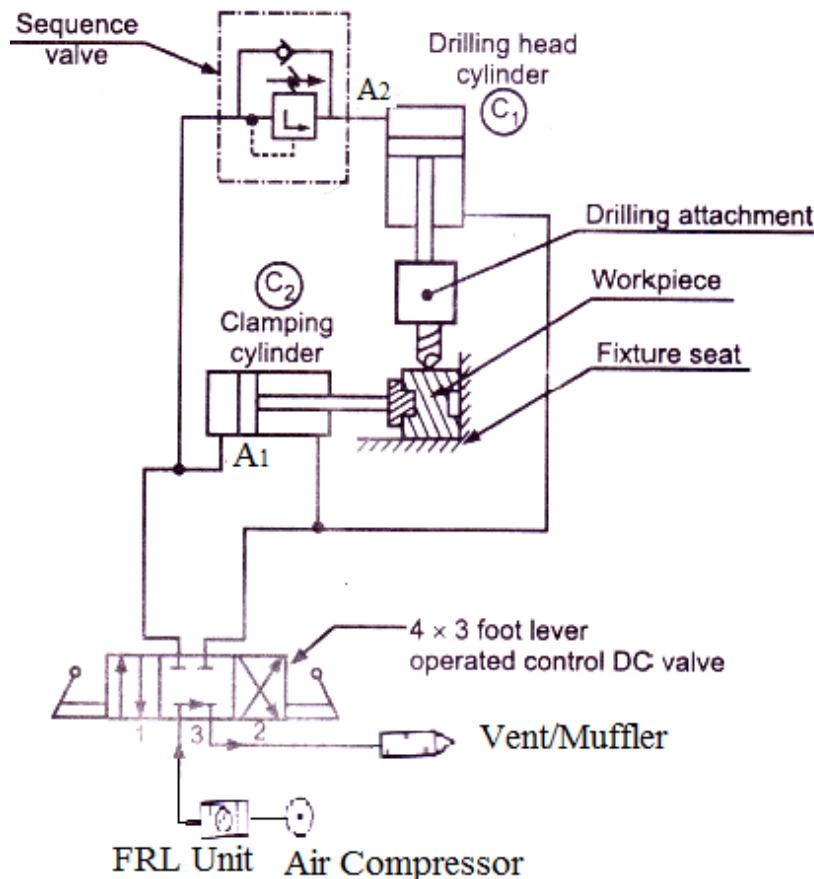 Sequence
valve
A2
Drilling head
cylinder
C1
Drilling attachment
Workpiece
Fixture seat
C2
Clamping
cylinder
A1
4 × 3 foot lever
operated control DC valve
1 3 2
Vent/Muffler
FRL Unit Air Compressor